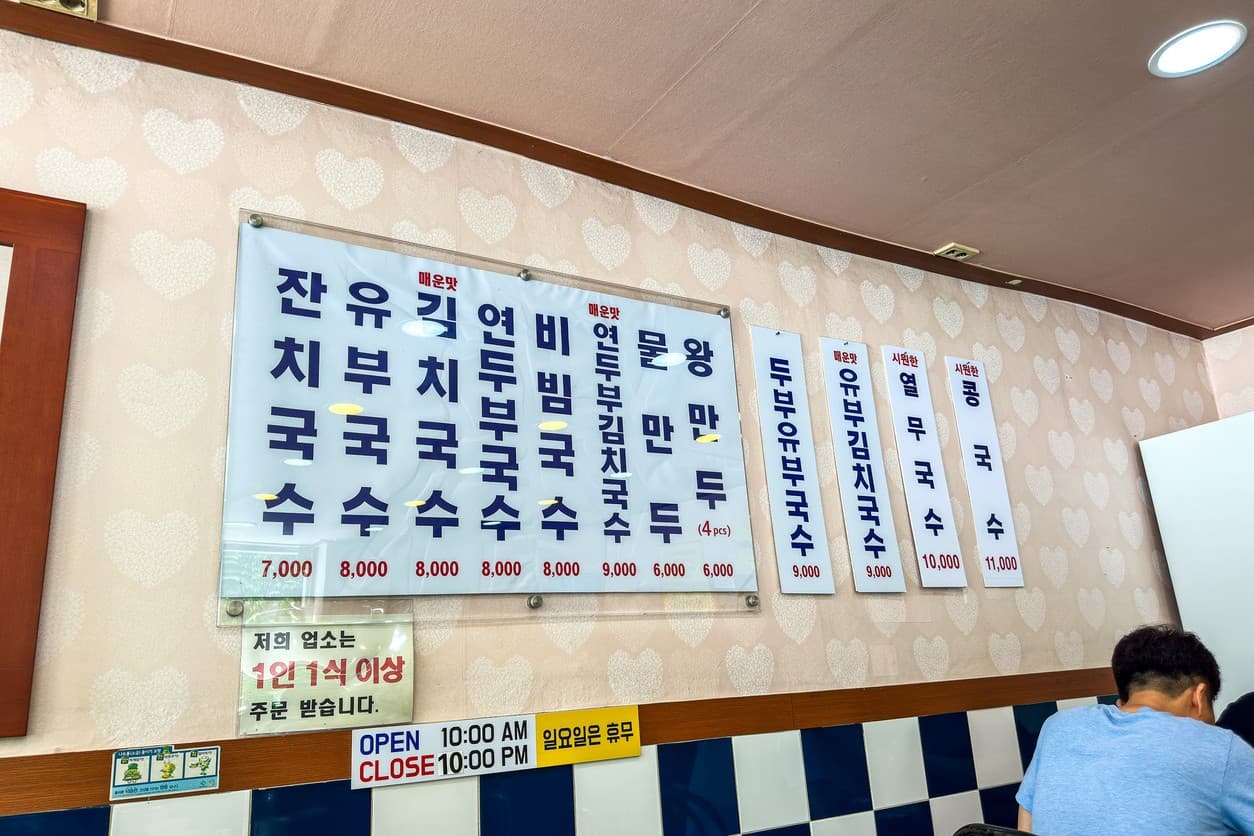 잔치국수
7,000
유부국수
8,000
매운맛
김치국수
8,000
연두부국수
8,000
비빔국수
8,000
매운맛
연두부김치국수
9,000
물만두
6,000
왕만두
(4pcs)
6,000
두부유부국수
9,000
매운맛
유부김치국수
9,000
시원한
열무국수
10,000
시원한
콩국수
11,000
저희 업소는
1인 1식 이상
주문 받습니다.
OPEN 10:00 AM
CLOSE 10:00 PM
일요일은 휴무